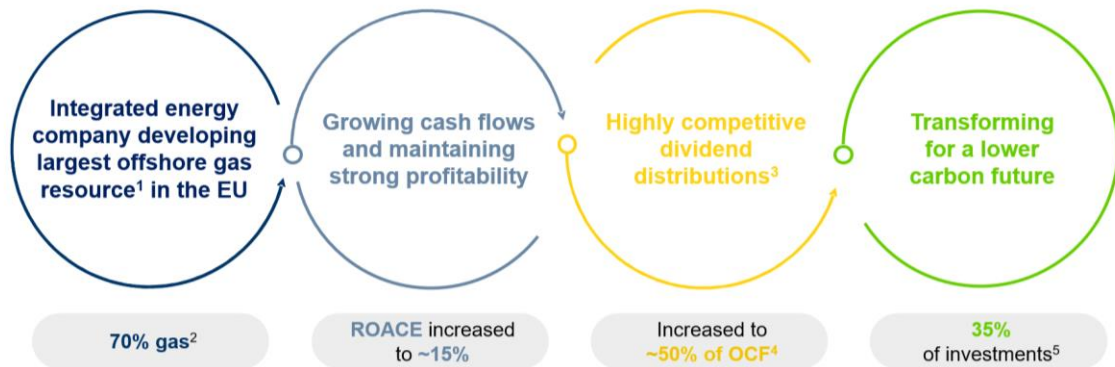 Integrated energy
company developing
largest offshore gas
resource¹ in the EU
Growing cash flows
and maintaining
strong profitability
Highly competitive
dividend
distributions³
Transforming
for a lower
carbon future
70% gas²
ROACE increased
to ~15%
Increased to
~50% of OCF⁴
35%
of investments⁵